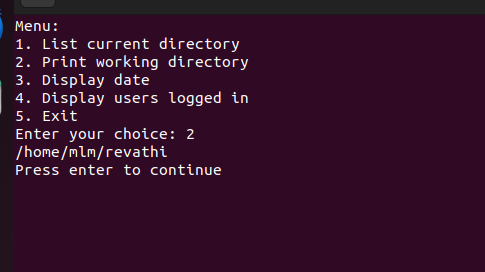 Menu:
1. List current directory
2. Print working directory
3. Display date
4. Display users logged in
5. Exit
Enter your choice: 2
/home/mlm/revathi
Press enter to continue